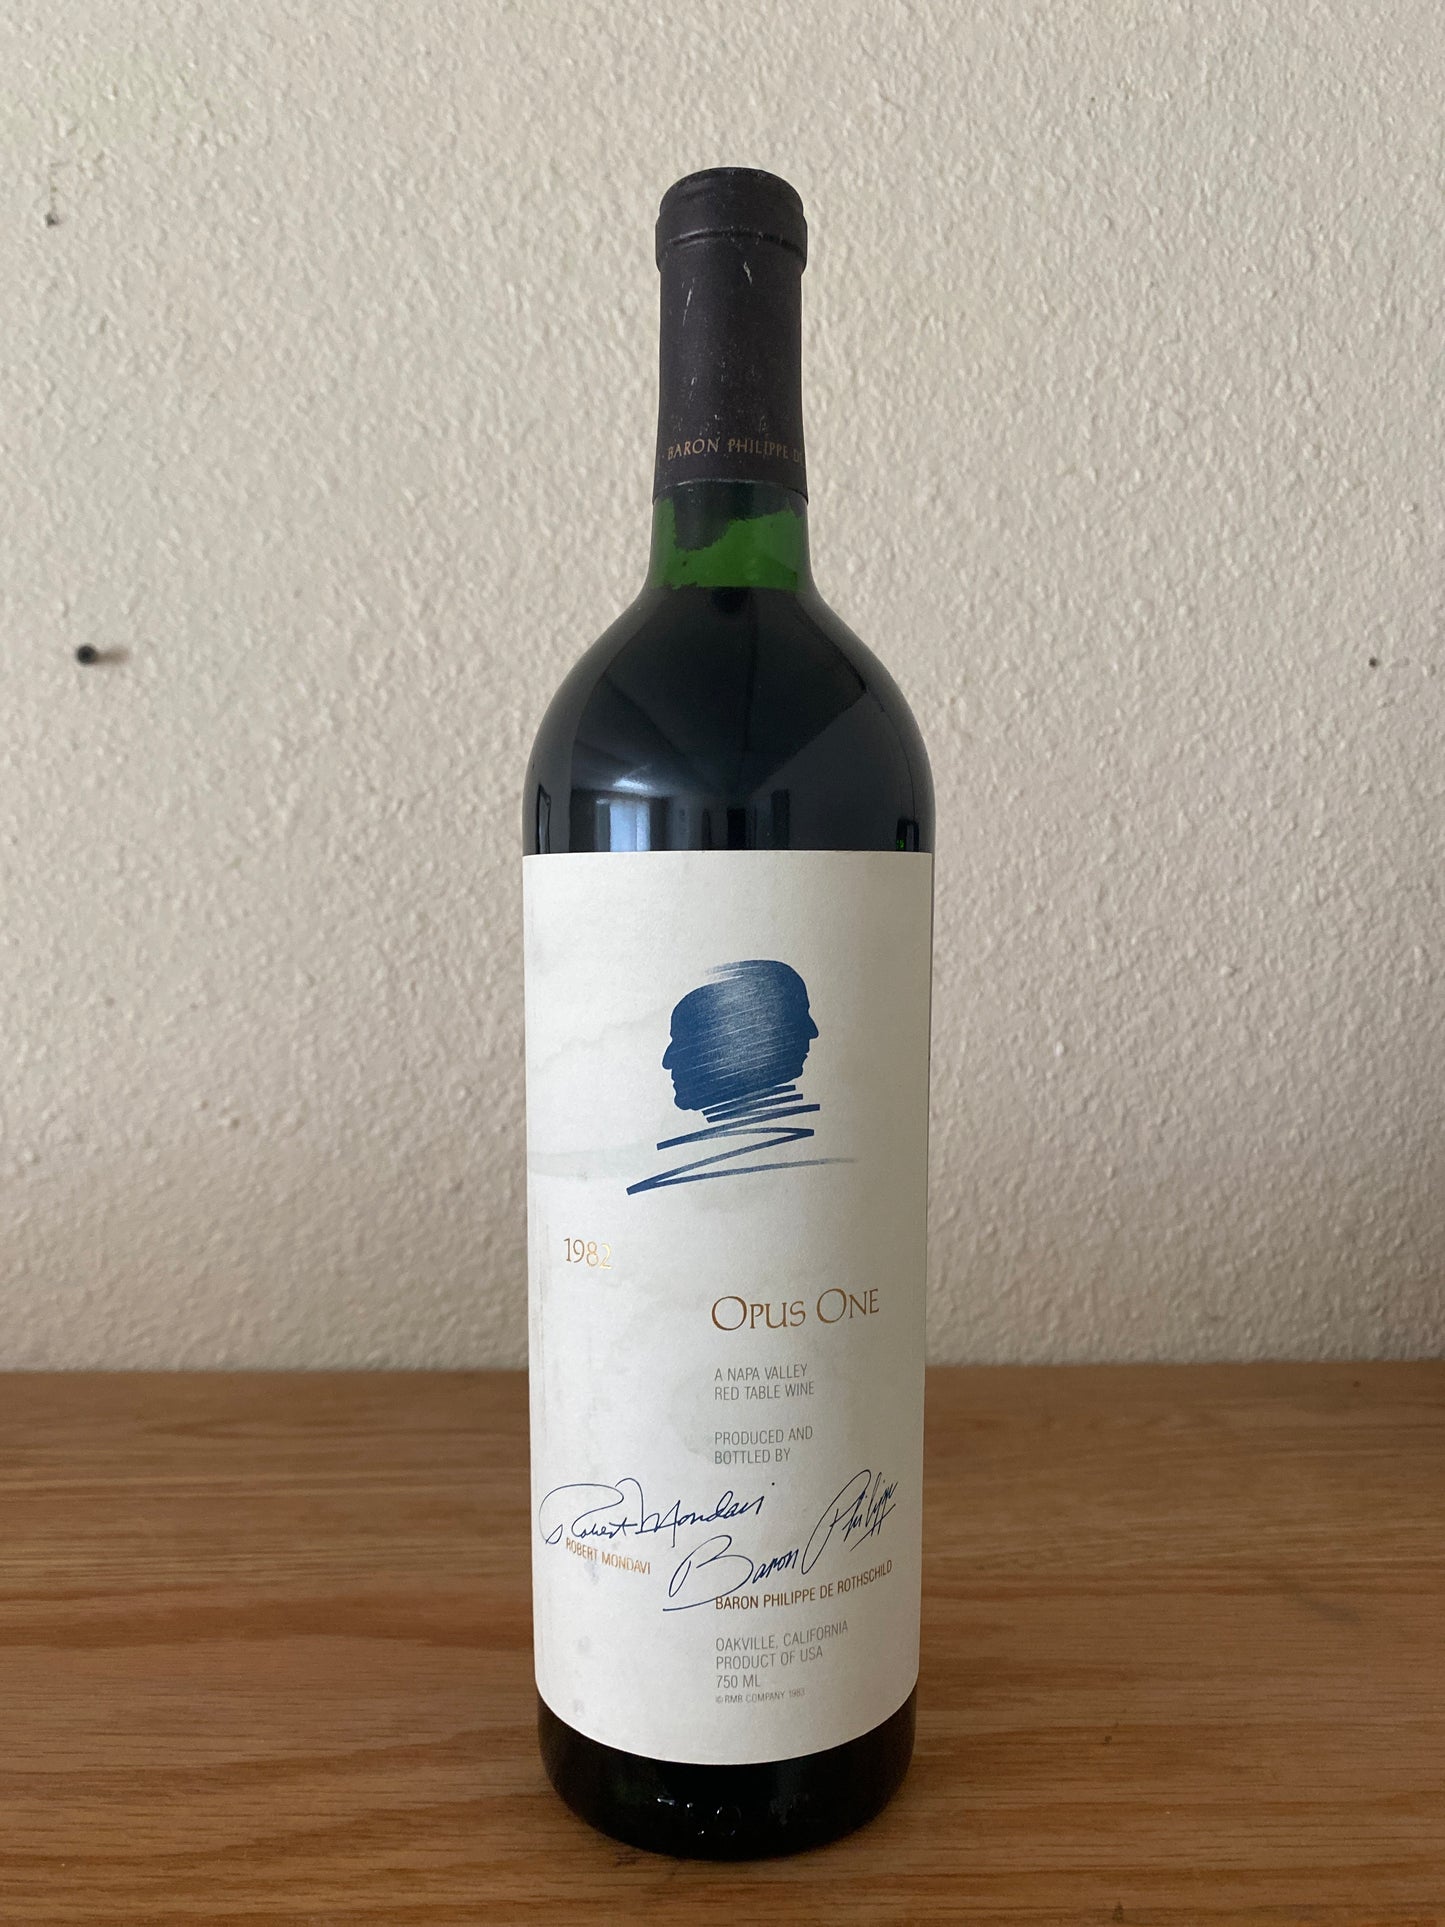 BARON PHILIPPE D
1982
OPUS ONE
A NAPA VALLEY
RED TABLE WINE
PRODUCED AND
BOTTLED BY
Robert Mondavi
ROBERT MONDAVI
Baron Philippe
BARON PHILIPPE DE ROTHSCHILD
OAKVILLE, CALIFORNIA
PRODUCT OF USA
750 ML
© RMB COMPANY 1983